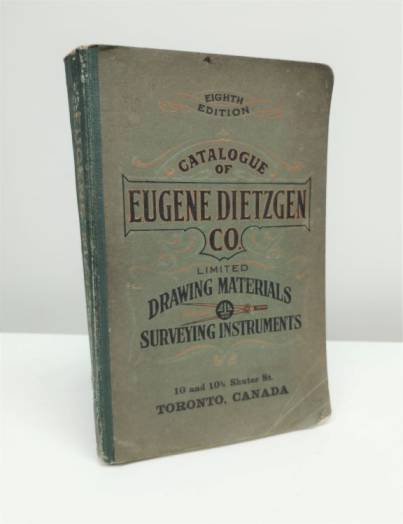 EIGHTH
EDITION
CATALOGUE
OF
EUGENE DIETZGEN
CO.
LIMITED
DRAWING MATERIALS
SURVEYING INSTRUMENTS
10 and 10½ Shuter St.
TORONTO, CANADA